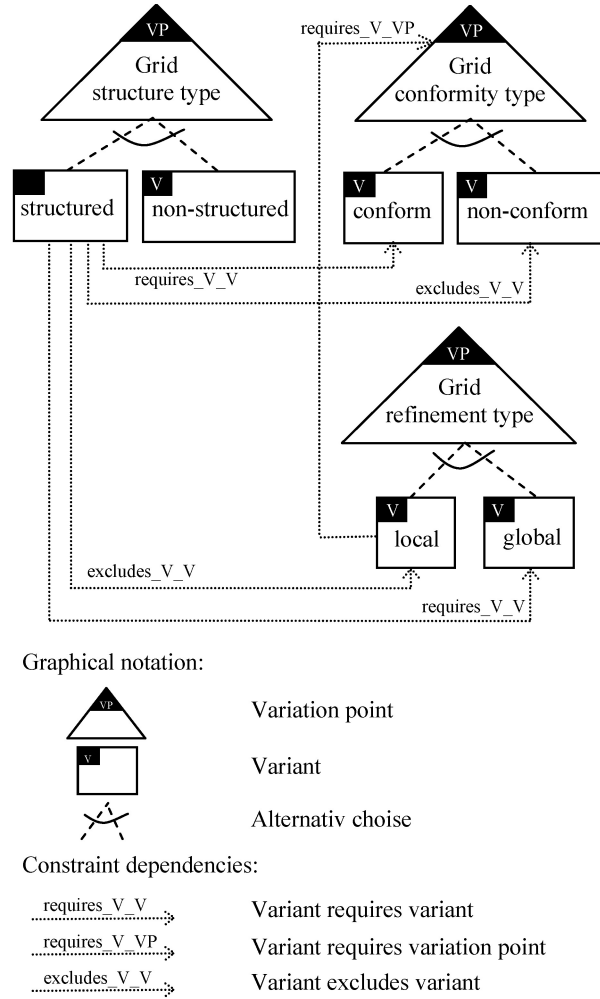 requires_V_VP
VP
VP
Grid
structure type
Grid
conformity type
V
V
V
structured
non-structured
conform
non-conform
requires_V_V
excludes_V_V
VP
Grid
refinement type
V
V
local
global
excludes_V_V
requires_V_V
Graphical notation:
VP
Variation point
V
Variant
Alternativ choise
Constraint dependencies:
requires_V_V
Variant requires variant
requires_V_VP
Variant requires variation point
excludes_V_V
Variant excludes variant